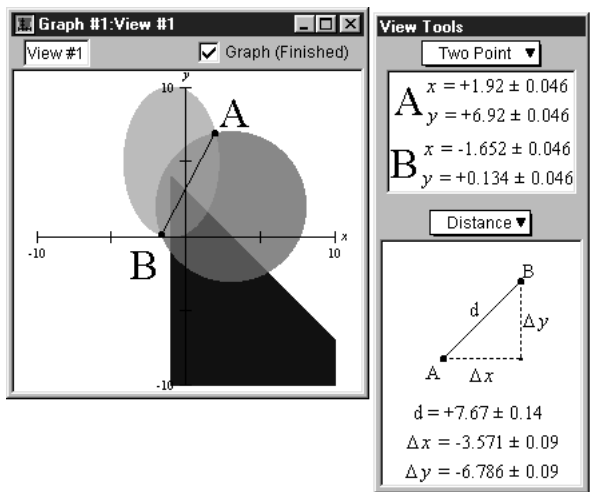 Graph #1:View #1
View #1
Graph (Finished)
y
10
A
-10
x
10
B
-10
View Tools
Two Point
A x = +1.92 ± 0.046
y = +6.92 ± 0.046
B x = -1.652 ± 0.046
y = +0.134 ± 0.046
Distance
B
d
Δy
A
Δx
d = +7.67 ± 0.14
Δx = -3.571 ± 0.09
Δy = -6.786 ± 0.09